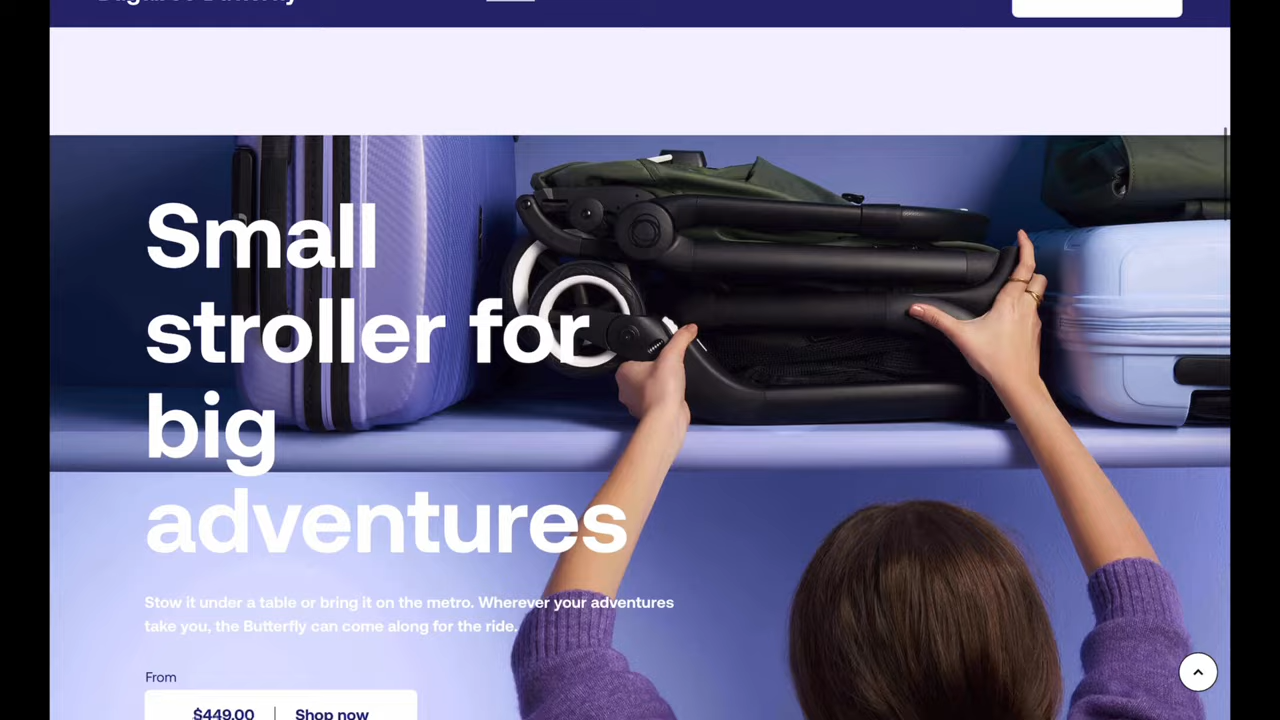 Small
stroller for
big
adventures
Stow it under a table or bring it on the metro. Wherever your adventures
take you, the Butterfly can come along for the ride.
From
$449.00 | Shop now